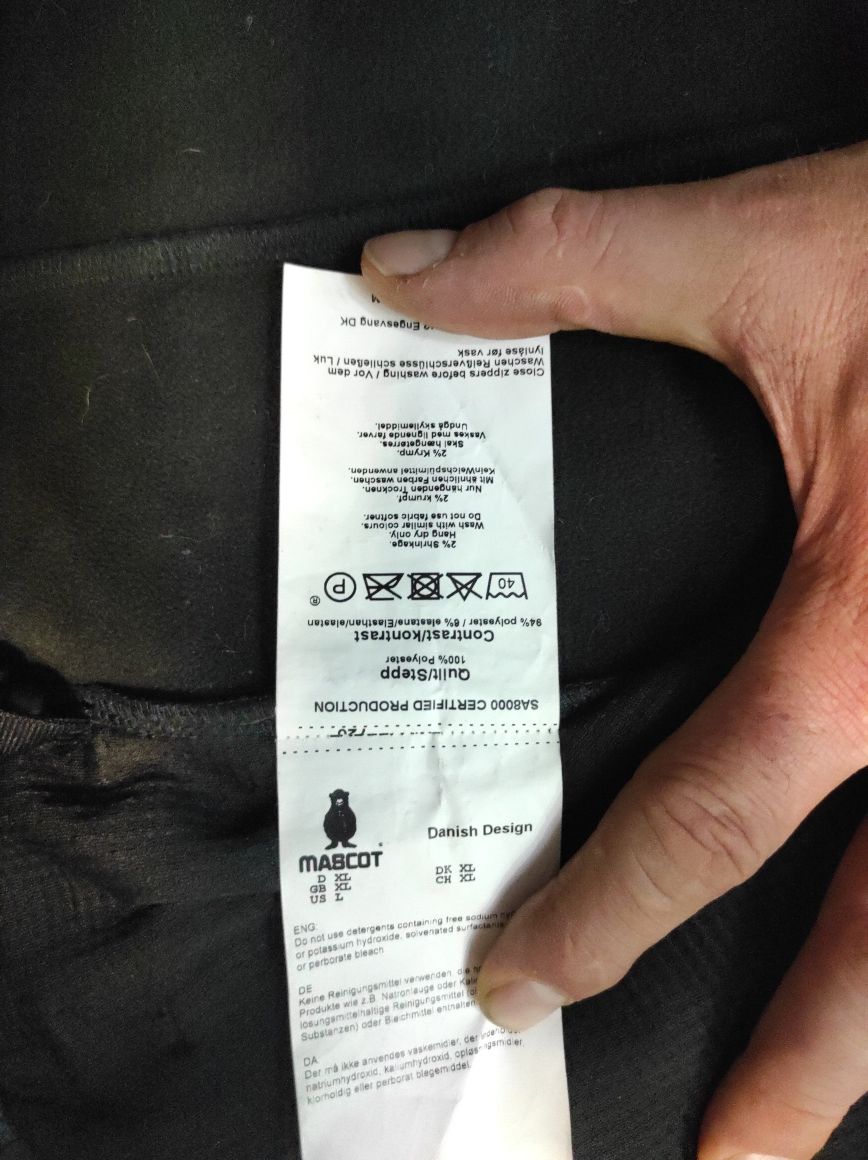 SA8000 CERTIFIED PRODUCTION
Quilt/Stepp
100% Polyester
Contrast/kontrast
94% polyester / 6% elastane/Elasthan/elastan
40 P ®
2% Shrinkage.
Hang dry only.
Wash with similar colours.
Do not use fabric softner.
2% krumpf.
Nur hängenden Trocknen.
Mit ähnlichen Farben waschen.
KeinWeichspülmittel anwenden.
2% Krymp.
Skal hængetørres.
Vaskes med lignende farver.
Undgå skyllemiddel.
Close zippers before washing / Vor dem
Waschen Reißverschlüsse schließen / Luk
lynlåse før vask
Engesvang DK
MASCOT
Danish Design
D XL
GB XL
US L
DK XL
CH XL
ENG:
Do not use detergents containing free sodium
or potassium hydroxide, solvenated
or perborate bleach
DE
Keine Reinigungsmittel verwenden, die
Produkte wie z.B. Natronlauge oder
lösungsmittelhaltige Reinigungsmittel
Substanzen) oder Bleichmittel enthalten
DA
Der må ikke anvendes vaskemidler, der
natriumhydroxid, kaliumhydroxid,
klorholdig eller perborat blegemiddel.